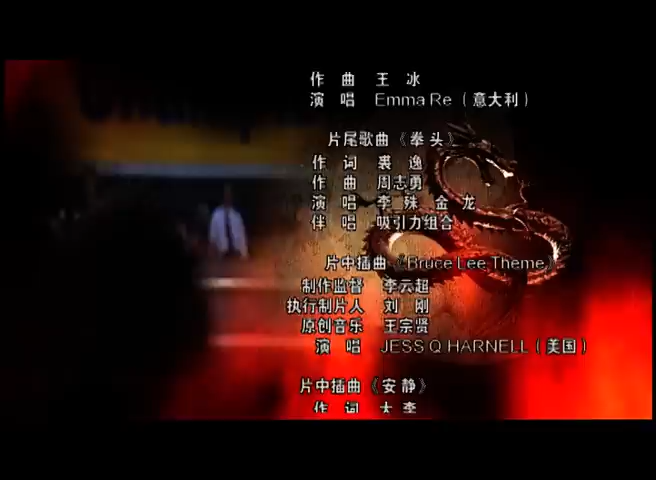 作 曲 王 冰
演 唱 Emma Re（意大利）
片尾歌曲《拳 头》
作 词 裘 逸
作 曲 周志勇
演 唱 李 殊 金 龙
伴 唱 吸引力组合
片中插曲《Bruce Lee Theme》
制作监督 李云超
执行制片人 刘 刚
原创音乐 王宗贤
演 唱 JESS Q HARNELL（美国）
片中插曲《安 静》
作 词 大 李